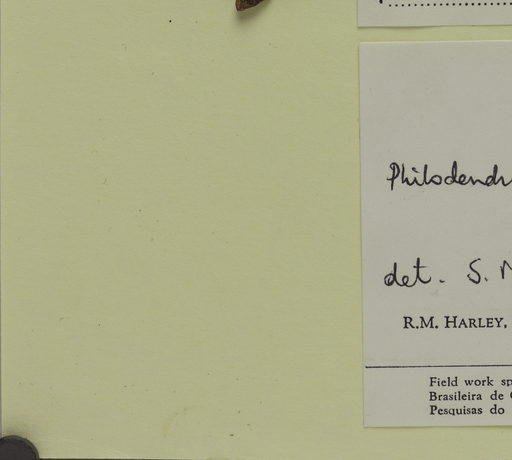 Philodendr
det. S.
R.M. HARLEY,
Field work sp
Brasileira de
Pesquisas do